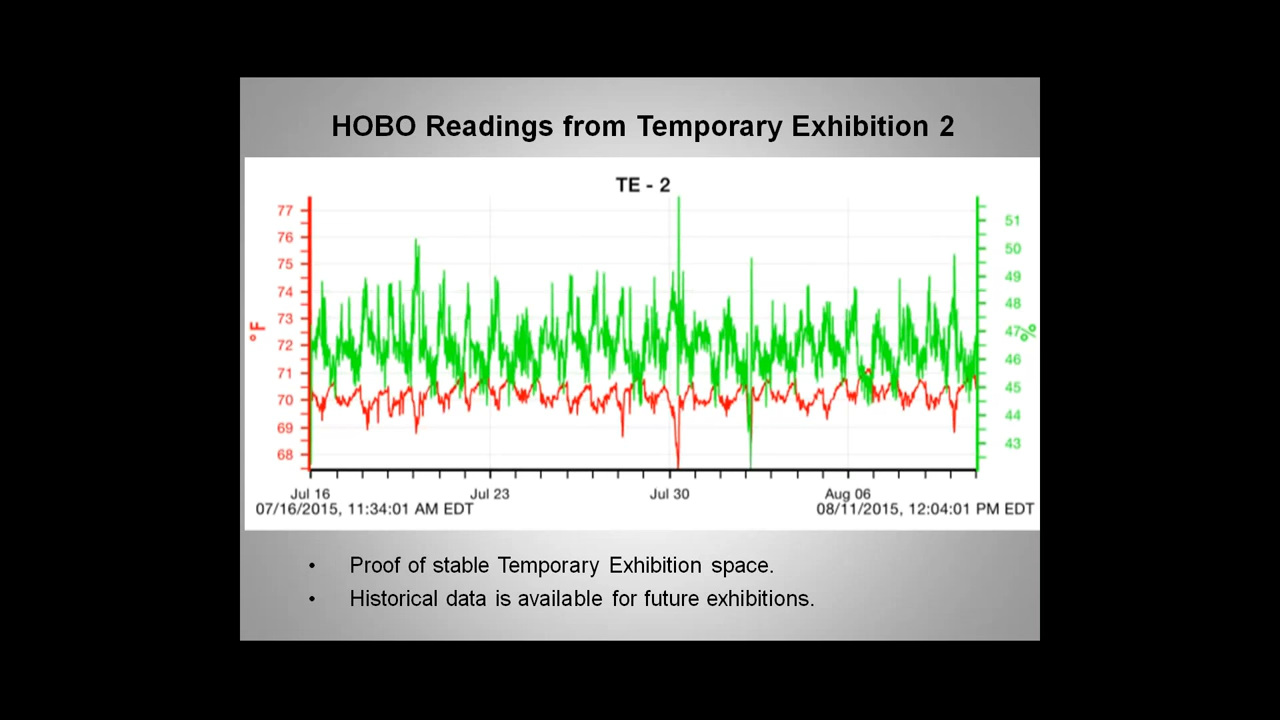 HOBO Readings from Temporary Exhibition 2
TE - 2
77
76
75
74
73
72
71
70
69
68
°F
51
50
49
48
47
46
45
44
43
%
Jul 16
Jul 23
Jul 30
Aug 06
07/16/2015, 11:34:01 AM EDT
08/11/2015, 12:04:01 PM EDT
• Proof of stable Temporary Exhibition space.
• Historical data is available for future exhibitions.